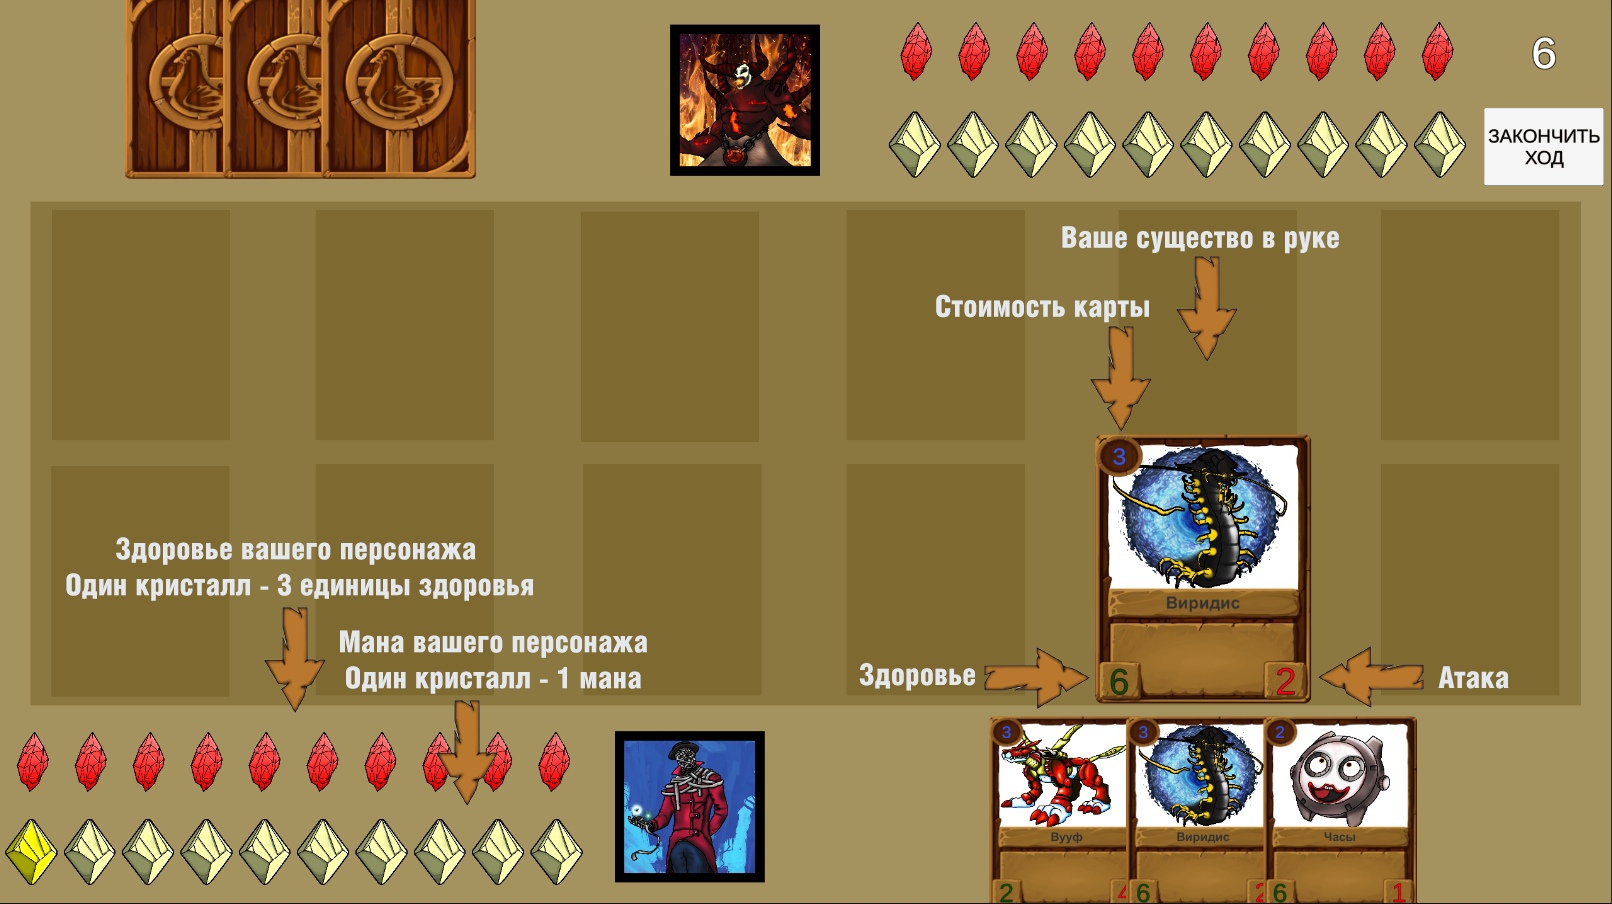 6
ЗАКОНЧИТЬ
ХОД
Ваше существо в руке
Стоимость карты
3
Виридис
Здоровье
6
2
Атака
Здоровье вашего персонажа
Один кристалл - 3 единицы здоровья
Мана вашего персонажа
Один кристалл - 1 мана
3
Вууф
2
4
3
Виридис
6
2
2
Часы
6
1